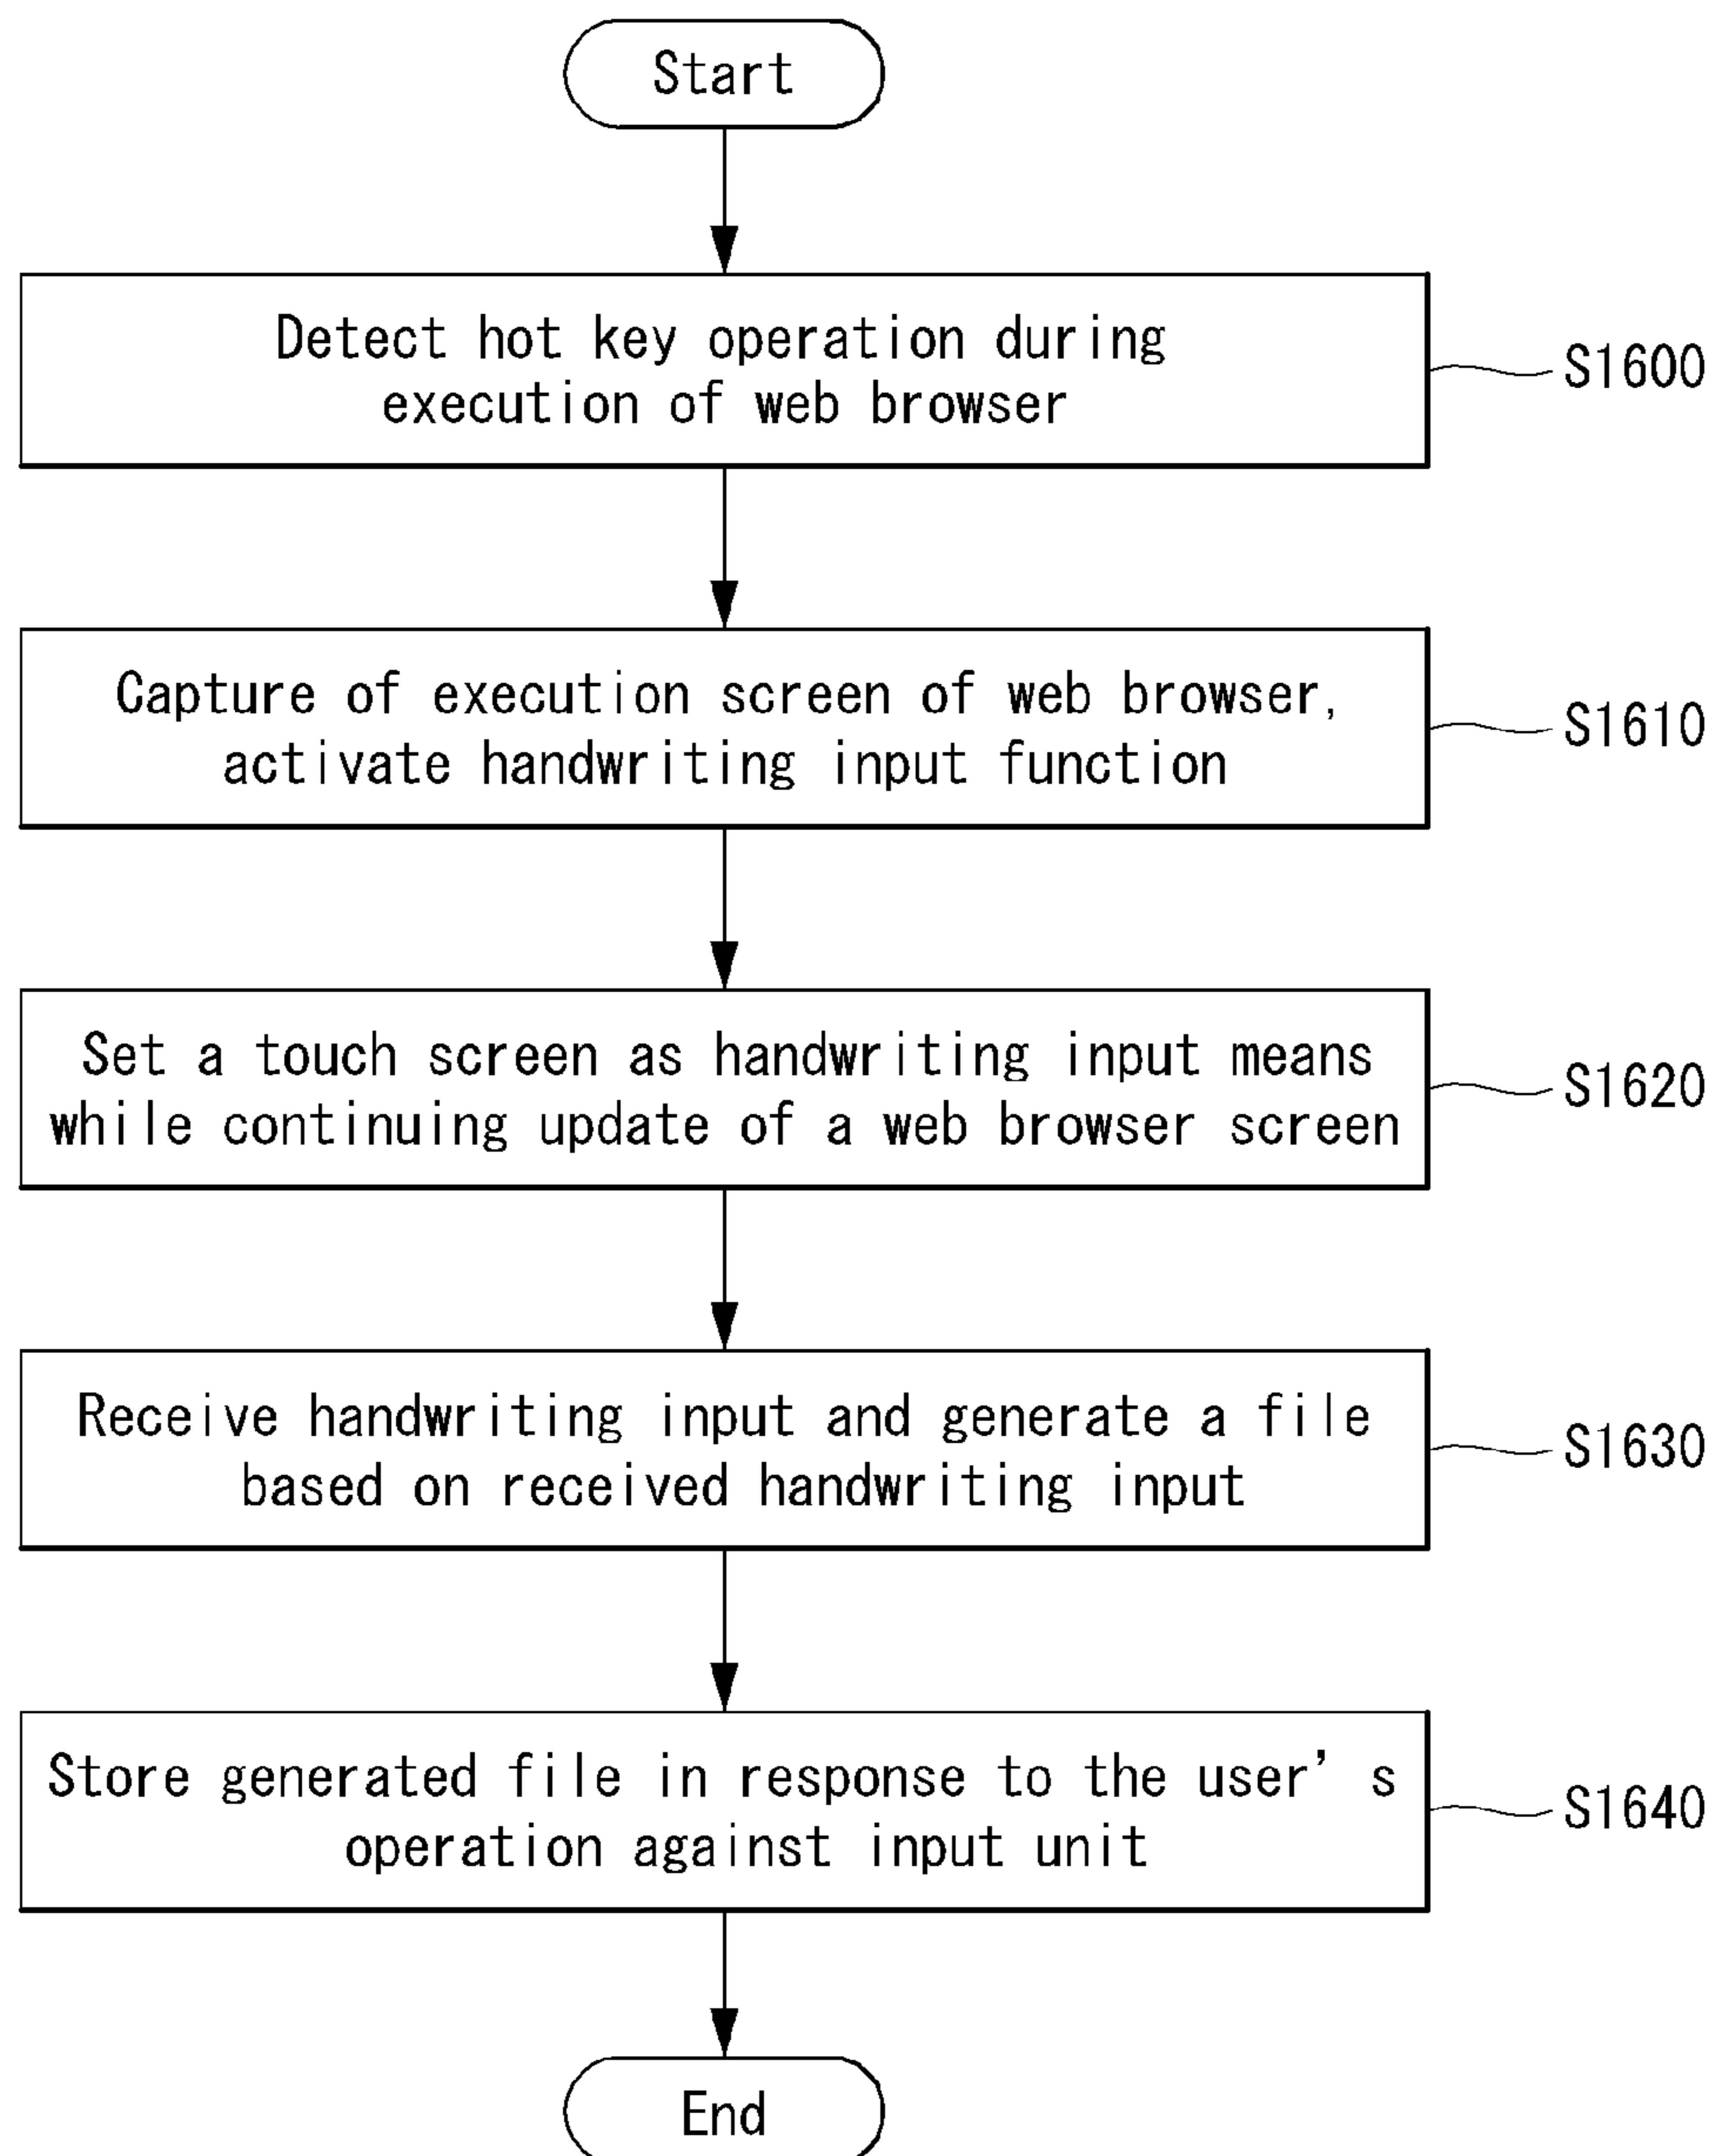 Start
Detect hot key operation during
execution of web browser
S1600
Capture of execution screen of web browser,
activate handwriting input function
S1610
Set a touch screen as handwriting input means
while continuing update of a web browser screen
S1620
Receive handwriting input and generate a file
based on received handwriting input
S1630
Store generated file in response to the user's
operation against input unit
S1640
End